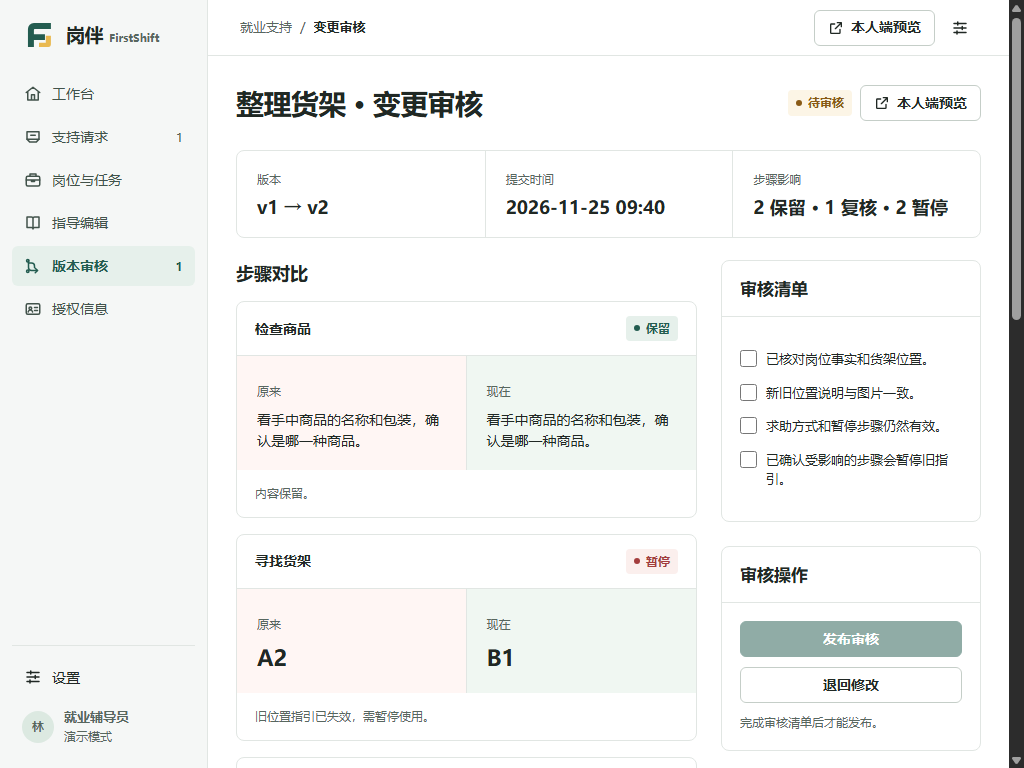 岗伴 FirstShift
工作台
支持请求 1
岗位与任务
指导编辑
版本审核 1
授权信息
设置
林
就业辅导员
演示模式
就业支持 / 变更审核
本人端预览
整理货架・变更审核
待审核
本人端预览
版本
v1 → v2
提交时间
2026-11-25 09:40
步骤影响
2 保留・1 复核・2 暂停
步骤对比
检查商品
保留
原来
看手中商品的名称和包装，确
认是哪一种商品。
现在
看手中商品的名称和包装，确
认是哪一种商品。
内容保留。
寻找货架
暂停
原来
A2
现在
B1
旧位置指引已失效，需暂停使用。
审核清单
已核对岗位事实和货架位置。
新旧位置说明与图片一致。
求助方式和暂停步骤仍然有效。
已确认受影响的步骤会暂停旧指
引。
审核操作
发布审核
退回修改
完成审核清单后才能发布。